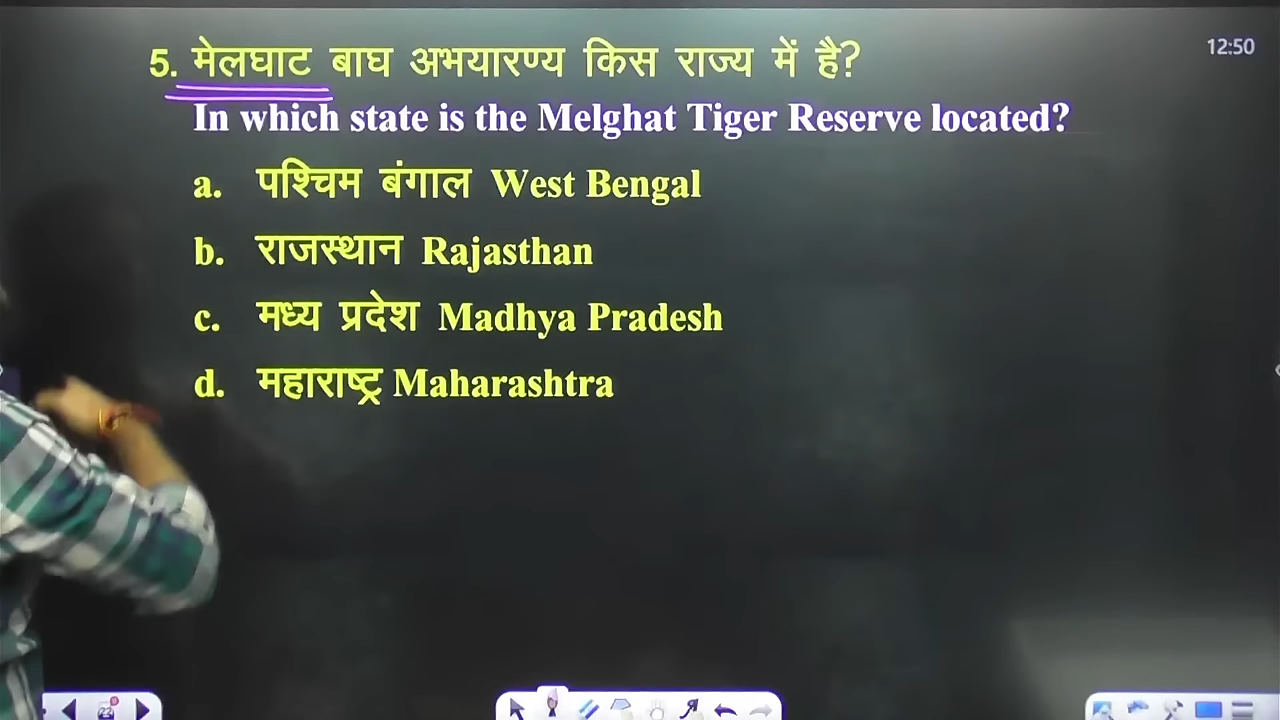 12:50
5. मेलघाट बाघ अभयारण्य किस राज्य में है?
In which state is the Melghat Tiger Reserve located?
a. पश्चिम बंगाल West Bengal
b. राजस्थान Rajasthan
c. मध्य प्रदेश Madhya Pradesh
d. महाराष्ट्र Maharashtra
22